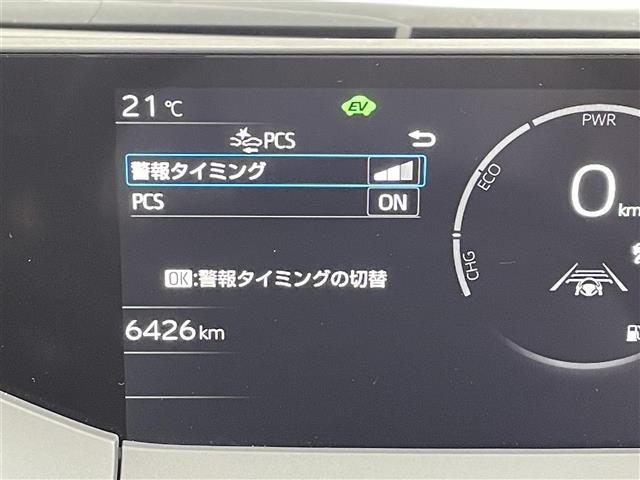 21℃
EV
PCS
警報タイミング
PCS ON
OK:警報タイミングの切替
6426 km
PWR
ECO
CHG
0
km